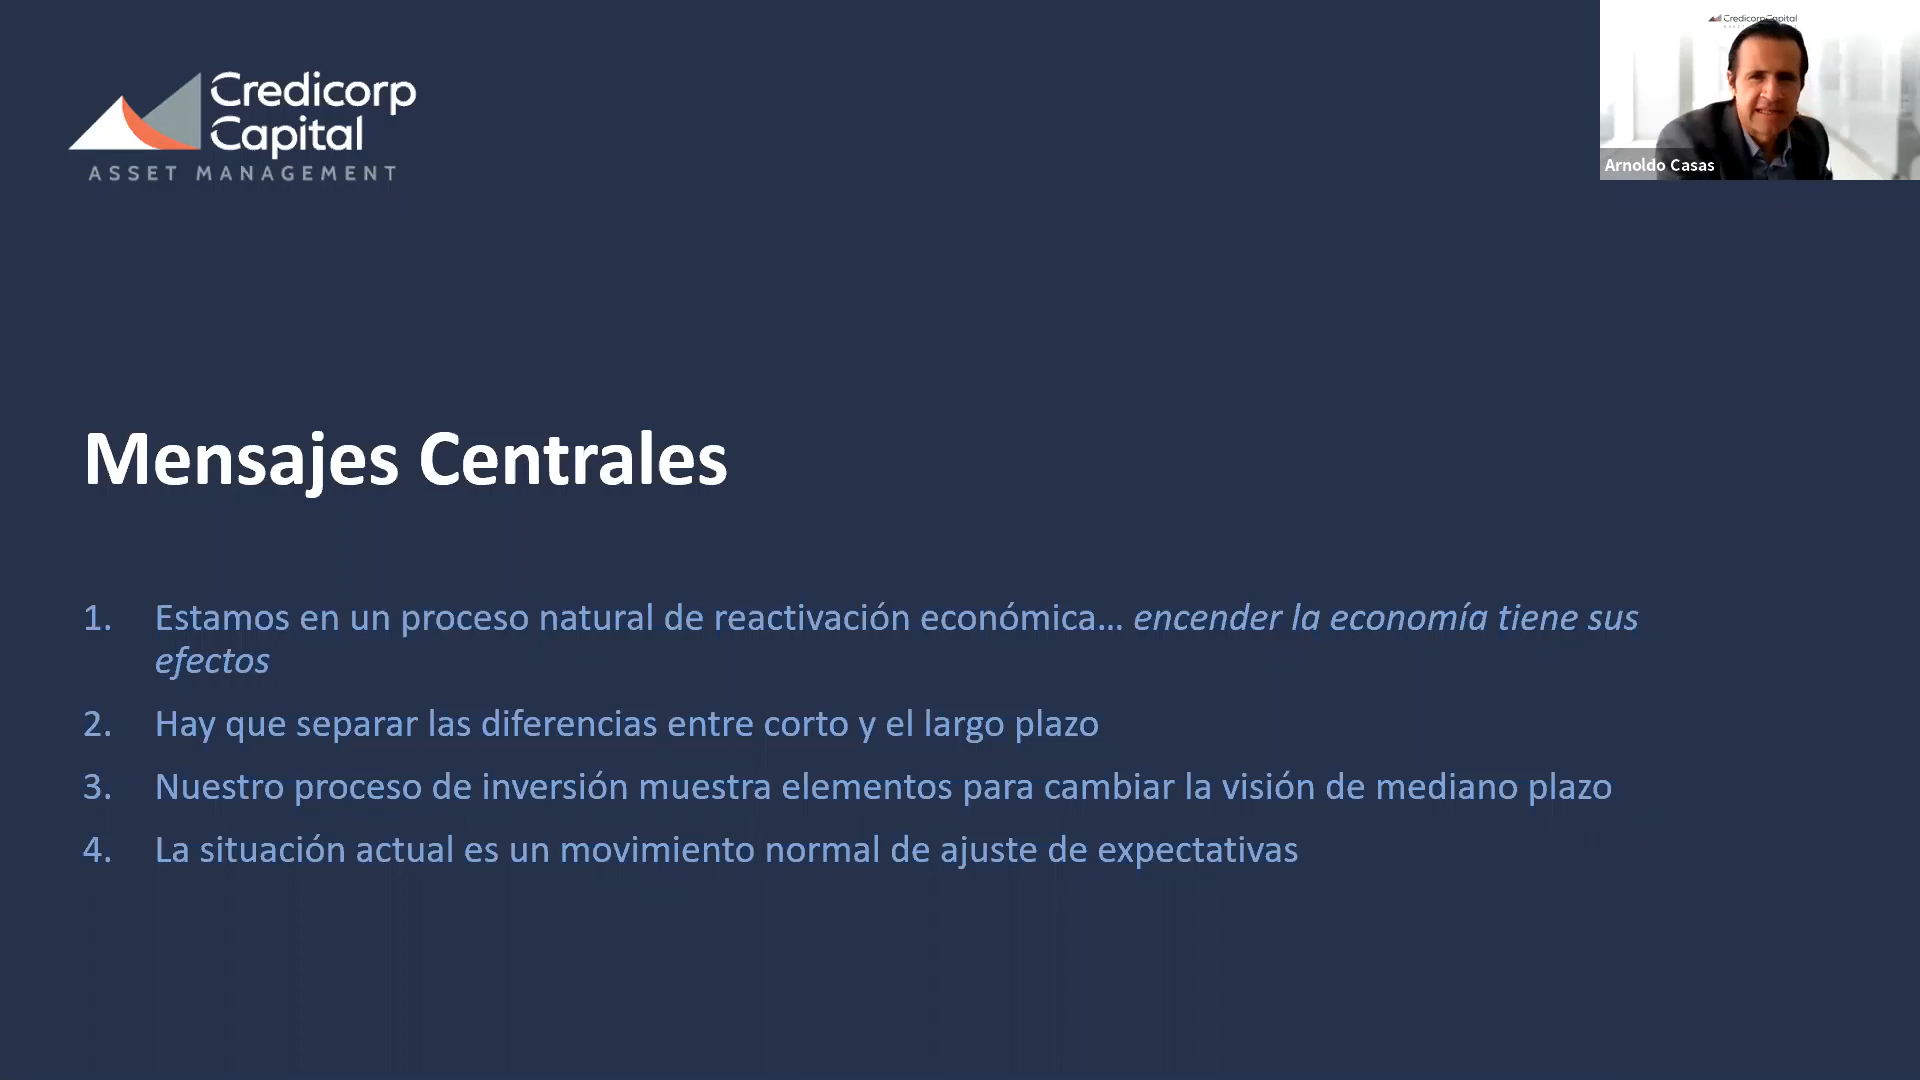 Credicorp
Capital
ASSET MANAGEMENT
Credicorp Capital
Arnoldo Casas
Mensajes Centrales
1. Estamos en un proceso natural de reactivación económica... encender la economía tiene sus
efectos
2. Hay que separar las diferencias entre corto y el largo plazo
3. Nuestro proceso de inversión muestra elementos para cambiar la visión de mediano plazo
4. La situación actual es un movimiento normal de ajuste de expectativas